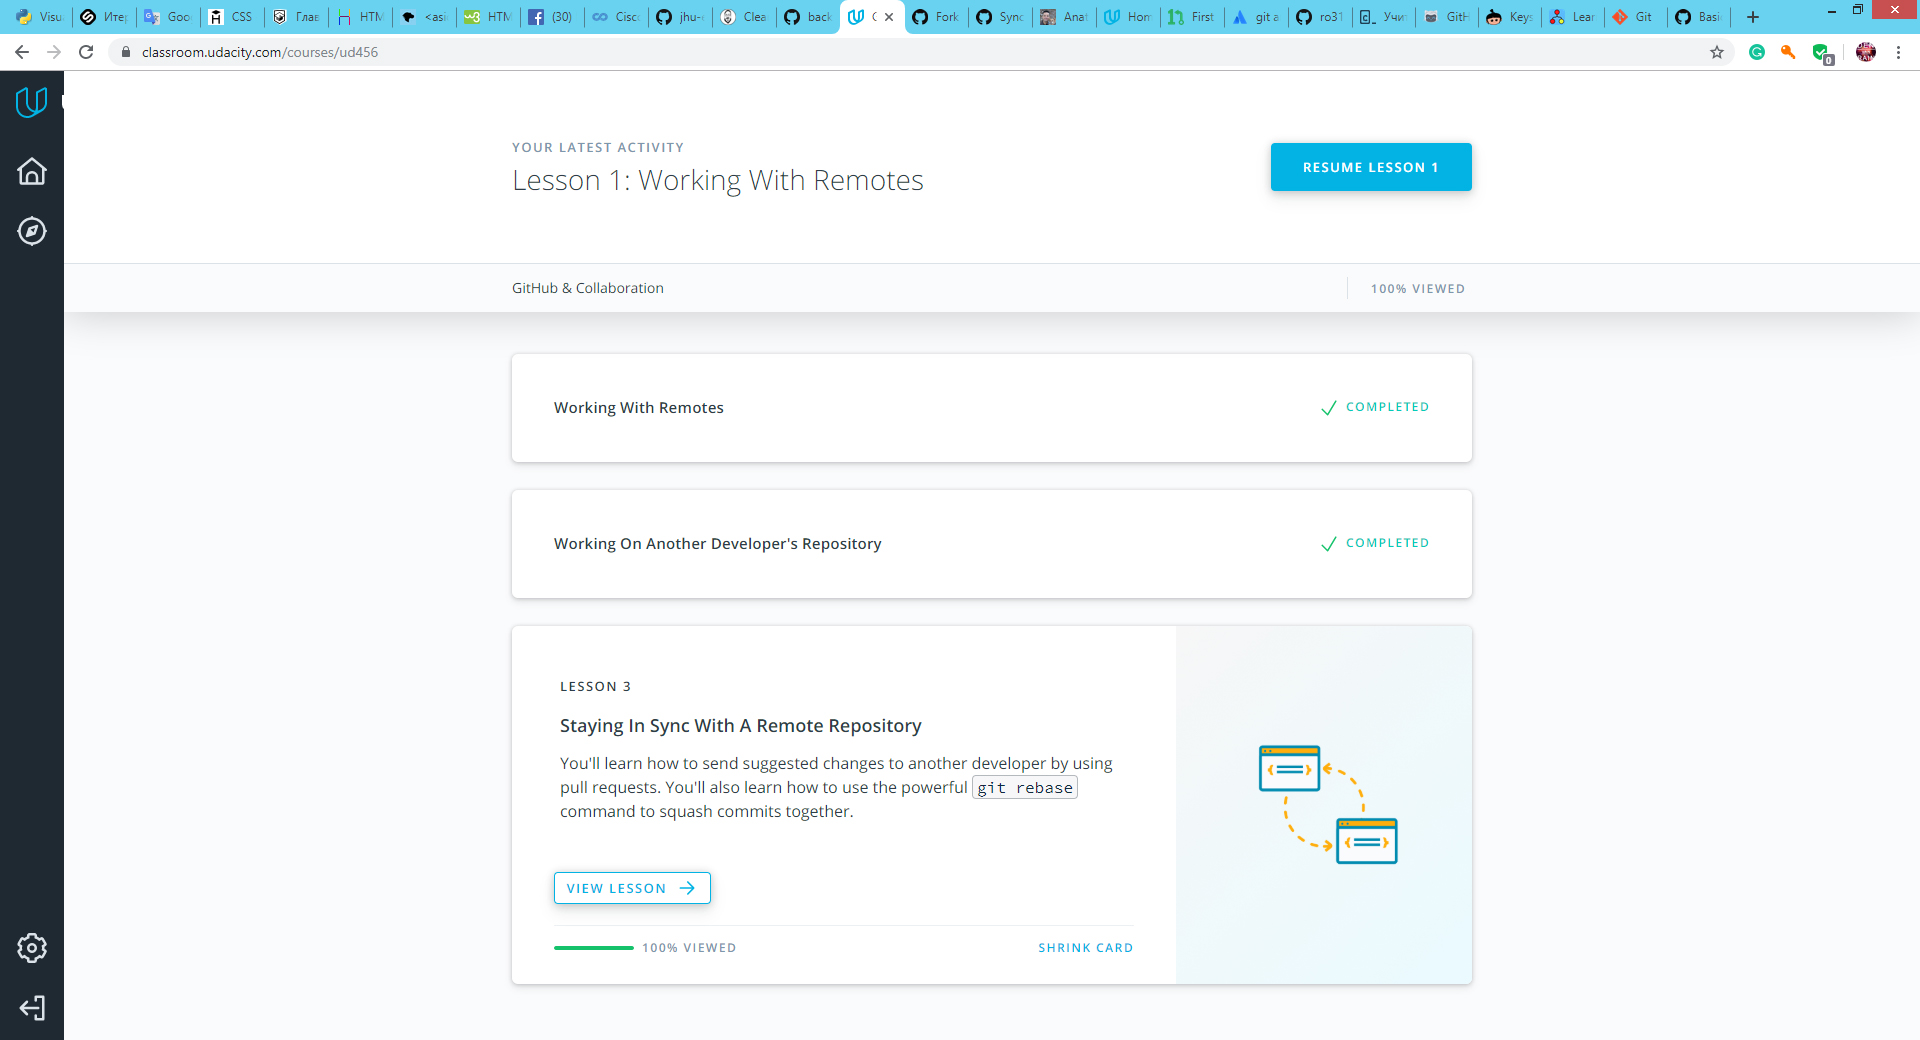 Visu
Итер
Goo
CSS
Глав
HTM
<asi
HTM
(30)
Cisco
jhu-
Clea
back
Fork
Sync
Anat
Hom
First
git a
ro31
Учит
GitH
Keys
Lear
Git
Basi
classroom.udacity.com/courses/ud456
0
YOUR LATEST ACTIVITY
Lesson 1: Working With Remotes
RESUME LESSON 1
GitHub & Collaboration
100% VIEWED
Working With Remotes
COMPLETED
Working On Another Developer's Repository
COMPLETED
LESSON 3
Staying In Sync With A Remote Repository
You'll learn how to send suggested changes to another developer by using
pull requests. You'll also learn how to use the powerful git rebase
command to squash commits together.
VIEW LESSON
100% VIEWED
SHRINK CARD